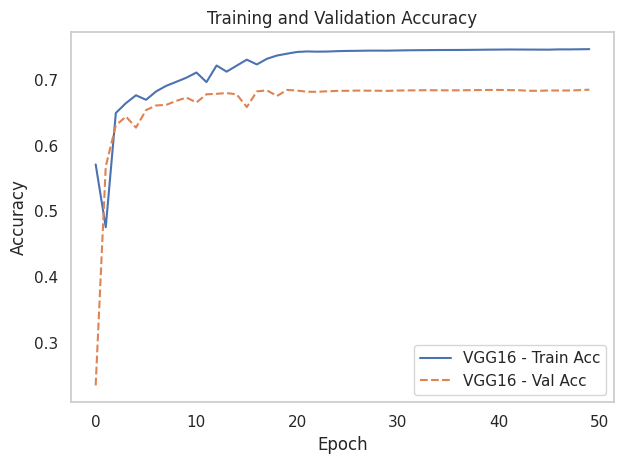 Training and Validation Accuracy
0.7
0.6
0.5
0.4
0.3
Accuracy
0
10
20
30
40
50
Epoch
VGG16 - Train Acc
VGG16 - Val Acc